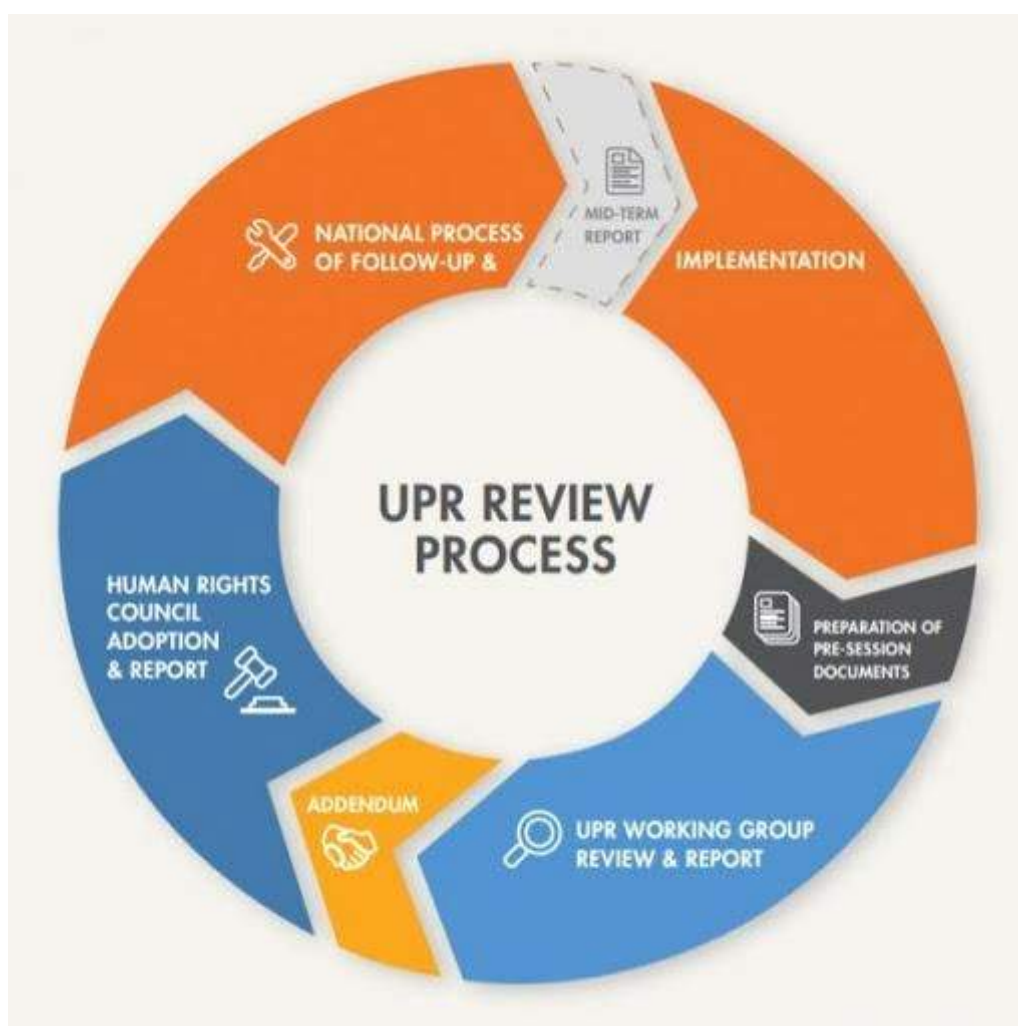 NATIONAL PROCESS
OF FOLLOW-UP &
MID-TERM
REPORT
IMPLEMENTATION
UPR REVIEW
PROCESS
PREPARATION OF
PRE-SESSION
DOCUMENTS
UPR WORKING GROUP
REVIEW & REPORT
ADDENDUM
HUMAN RIGHTS
COUNCIL
ADOPTION
& REPORT